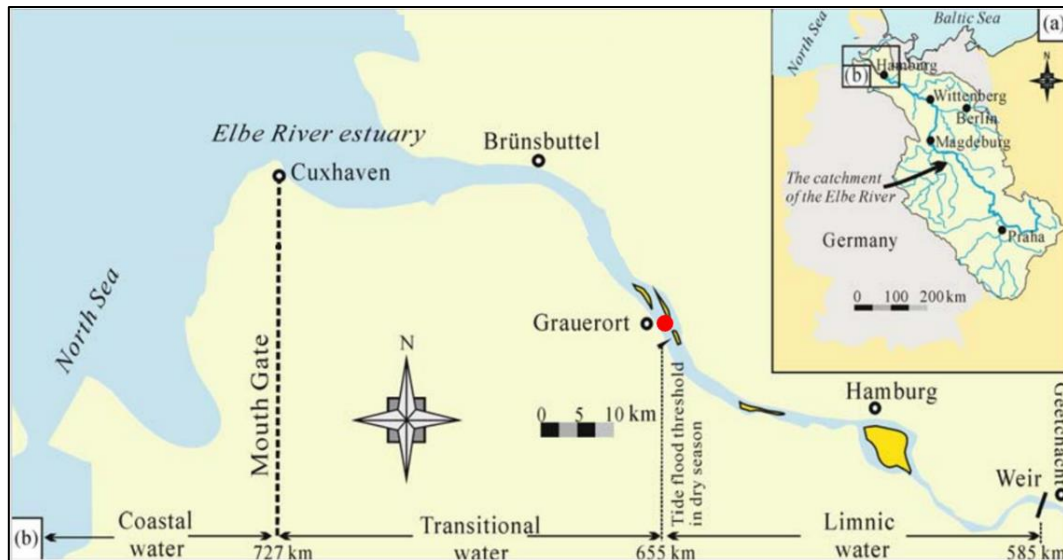 North Sea
Baltic Sea
(a)
N
Hamburg
(b)
Wittenberg
Berlin
Magdeburg
The catchment
of the Elbe River
Praha
Germany
0 100 200 km
Elbe River estuary
Brünsbuttel
Cuxhaven
North Sea
Mouth Gate
Grauerort
N
0 5 10 km
Tide flood threshold
in dry season
Hamburg
Weir
(b)
Coastal
water
727 km
Transitional
water
655 km
Limnic
water
585 km